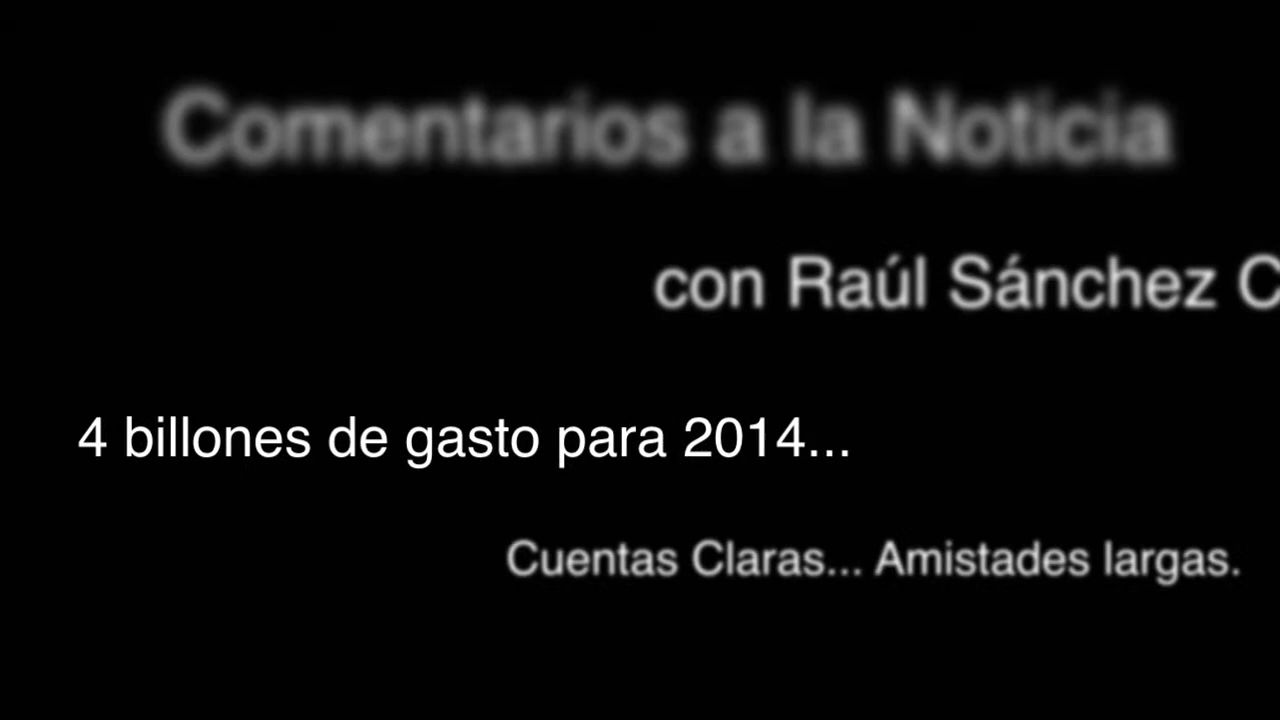 Comentarios a la Noticia
con Raúl Sánchez C
4 billones de gasto para 2014...
Cuentas Claras... Amistades largas.